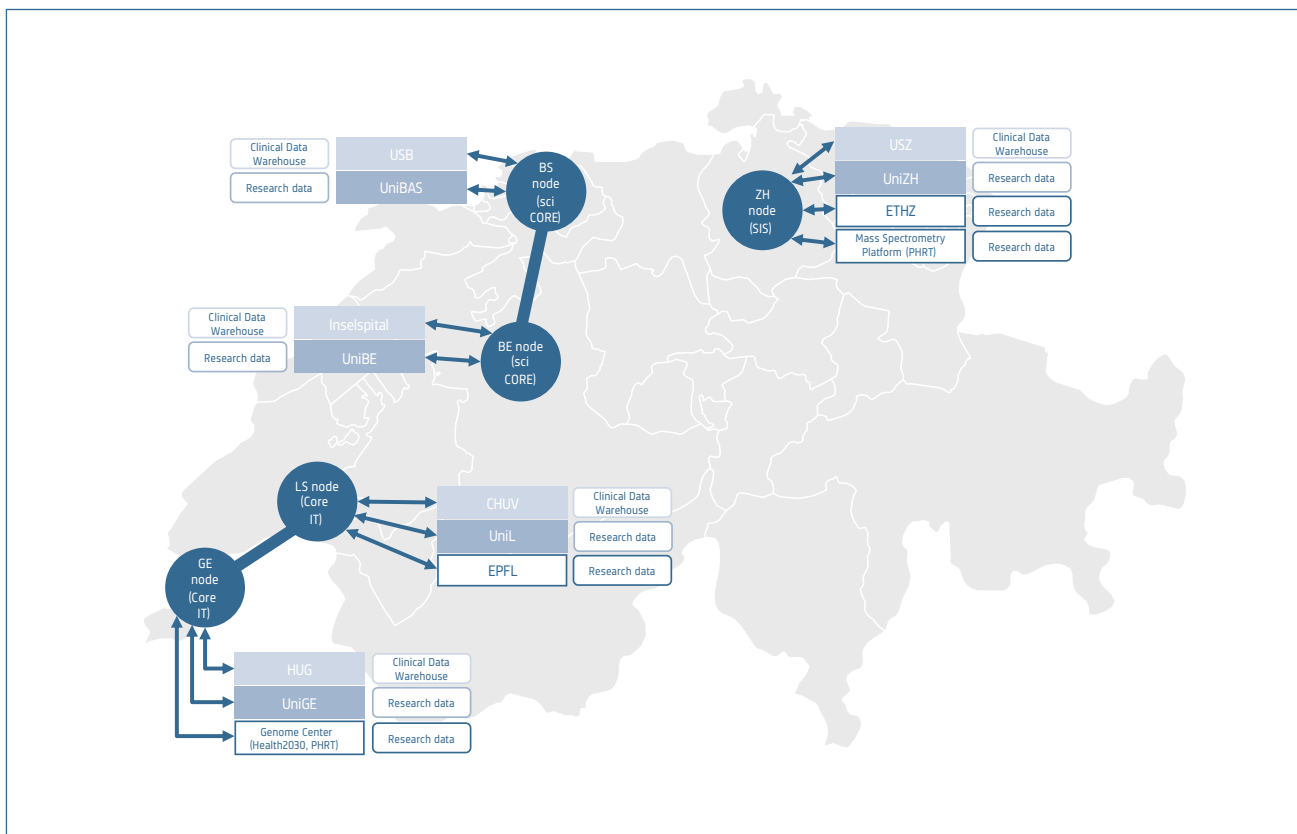 Clinical Data
Warehouse
USB
Research data
UniBAS
BS
node
(sci
CORE)
ZH
node
(SIS)
USZ
Clinical Data
Warehouse
UniZH
Research data
ETHZ
Research data
Mass Spectrometry
Platform (PHRT)
Research data
Clinical Data
Warehouse
Inselspital
Research data
UniBE
BE node
(sci
CORE)
LS node
(Core
IT)
CHUV
Clinical Data
Warehouse
UniL
Research data
EPFL
Research data
GE
node
(Core
IT)
HUG
Clinical Data
Warehouse
UniGE
Research data
Genome Center
(Health2030, PHRT)
Research data